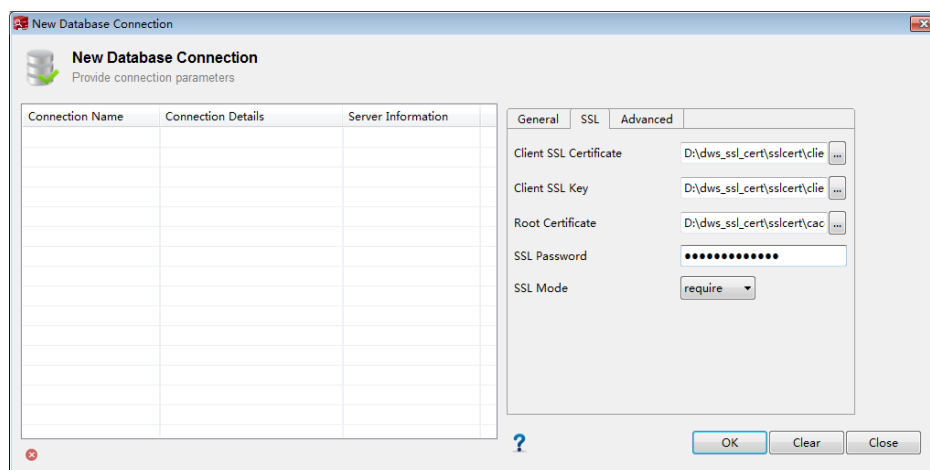 New Database Connection
New Database Connection
Provide connection parameters
Connection Name Connection Details Server Information
General SSL Advanced
Client SSL Certificate D:\dws_ssl_cert\sslcert\clie ...
Client SSL Key D:\dws_ssl_cert\sslcert\clie ...
Root Certificate D:\dws_ssl_cert\sslcert\cac ...
SSL Password ●●●●●●●●●●●●●
SSL Mode require
? OK Clear Close